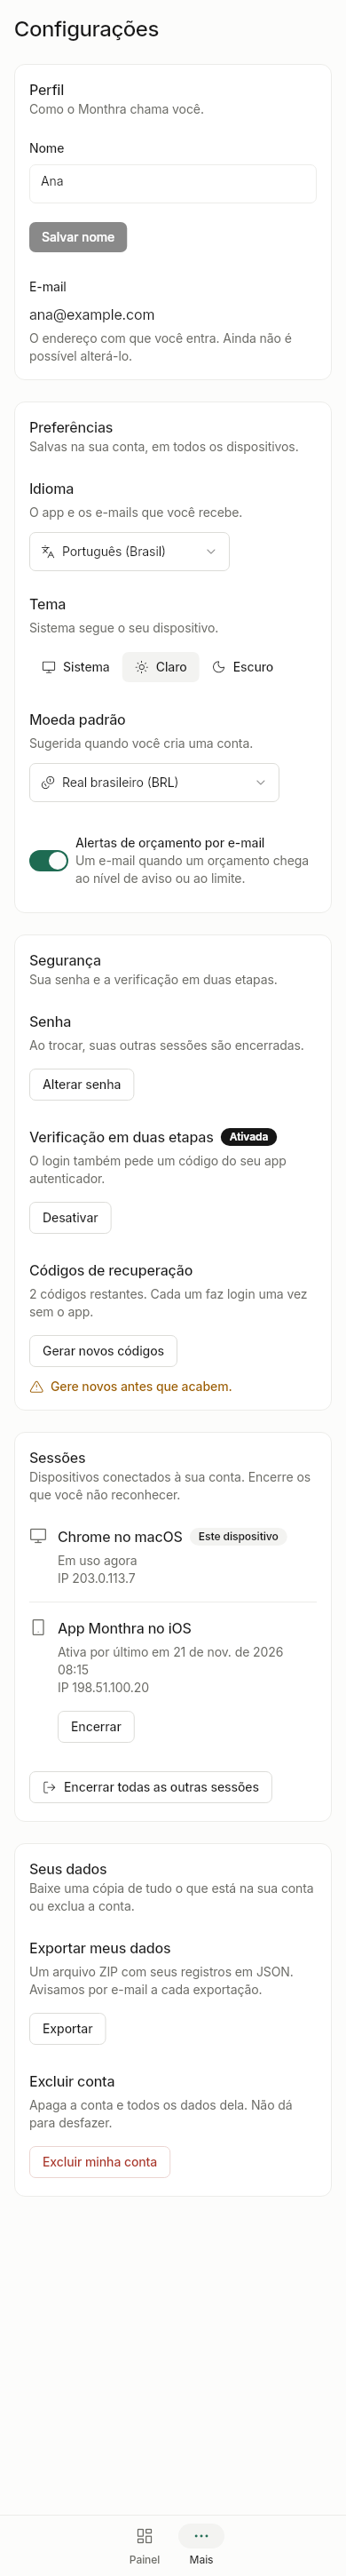 Configurações
Perfil
Como o Monthra chama você.
Nome
Ana
Salvar nome
E-mail
ana@example.com
O endereço com que você entra. Ainda não é
possível alterá-lo.
Preferências
Salvas na sua conta, em todos os dispositivos.
Idioma
O app e os e-mails que você recebe.
Português (Brasil)
Tema
Sistema segue o seu dispositivo.
Sistema Claro Escuro
Moeda padrão
Sugerida quando você cria uma conta.
Real brasileiro (BRL)
Alertas de orçamento por e-mail
Um e-mail quando um orçamento chega
ao nível de aviso ou ao limite.
Segurança
Sua senha e a verificação em duas etapas.
Senha
Ao trocar, suas outras sessões são encerradas.
Alterar senha
Verificação em duas etapas Ativada
O login também pede um código do seu app
autenticador.
Desativar
Códigos de recuperação
2 códigos restantes. Cada um faz login uma vez
sem o app.
Gerar novos códigos
Gere novos antes que acabem.
Sessões
Dispositivos conectados à sua conta. Encerre os
que você não reconhecer.
Chrome no macOS Este dispositivo
Em uso agora
IP 203.0.113.7
App Monthra no iOS
Ativa por último em 21 de nov. de 2026
08:15
IP 198.51.100.20
Encerrar
Encerrar todas as outras sessões
Seus dados
Baixe uma cópia de tudo o que está na sua conta
ou exclua a conta.
Exportar meus dados
Um arquivo ZIP com seus registros em JSON.
Avisamos por e-mail a cada exportação.
Exportar
Excluir conta
Apaga a conta e todos os dados dela. Não dá
para desfazer.
Excluir minha conta
Painel Mais